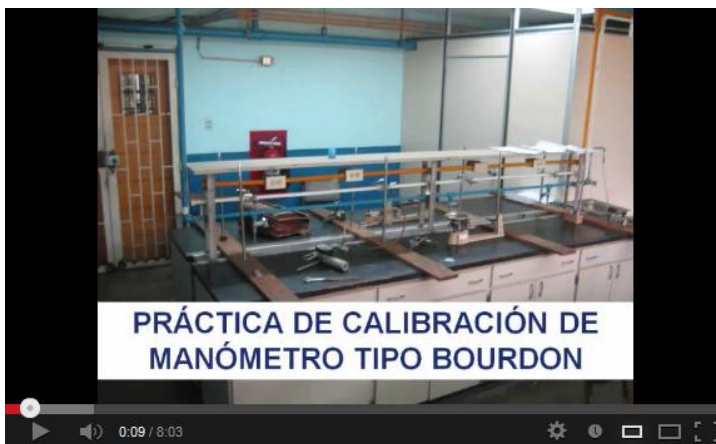 PRÁCTICA DE CALIBRACIÓN DE
MANÓMETRO TIPO BOURDON
0:09 / 8:03